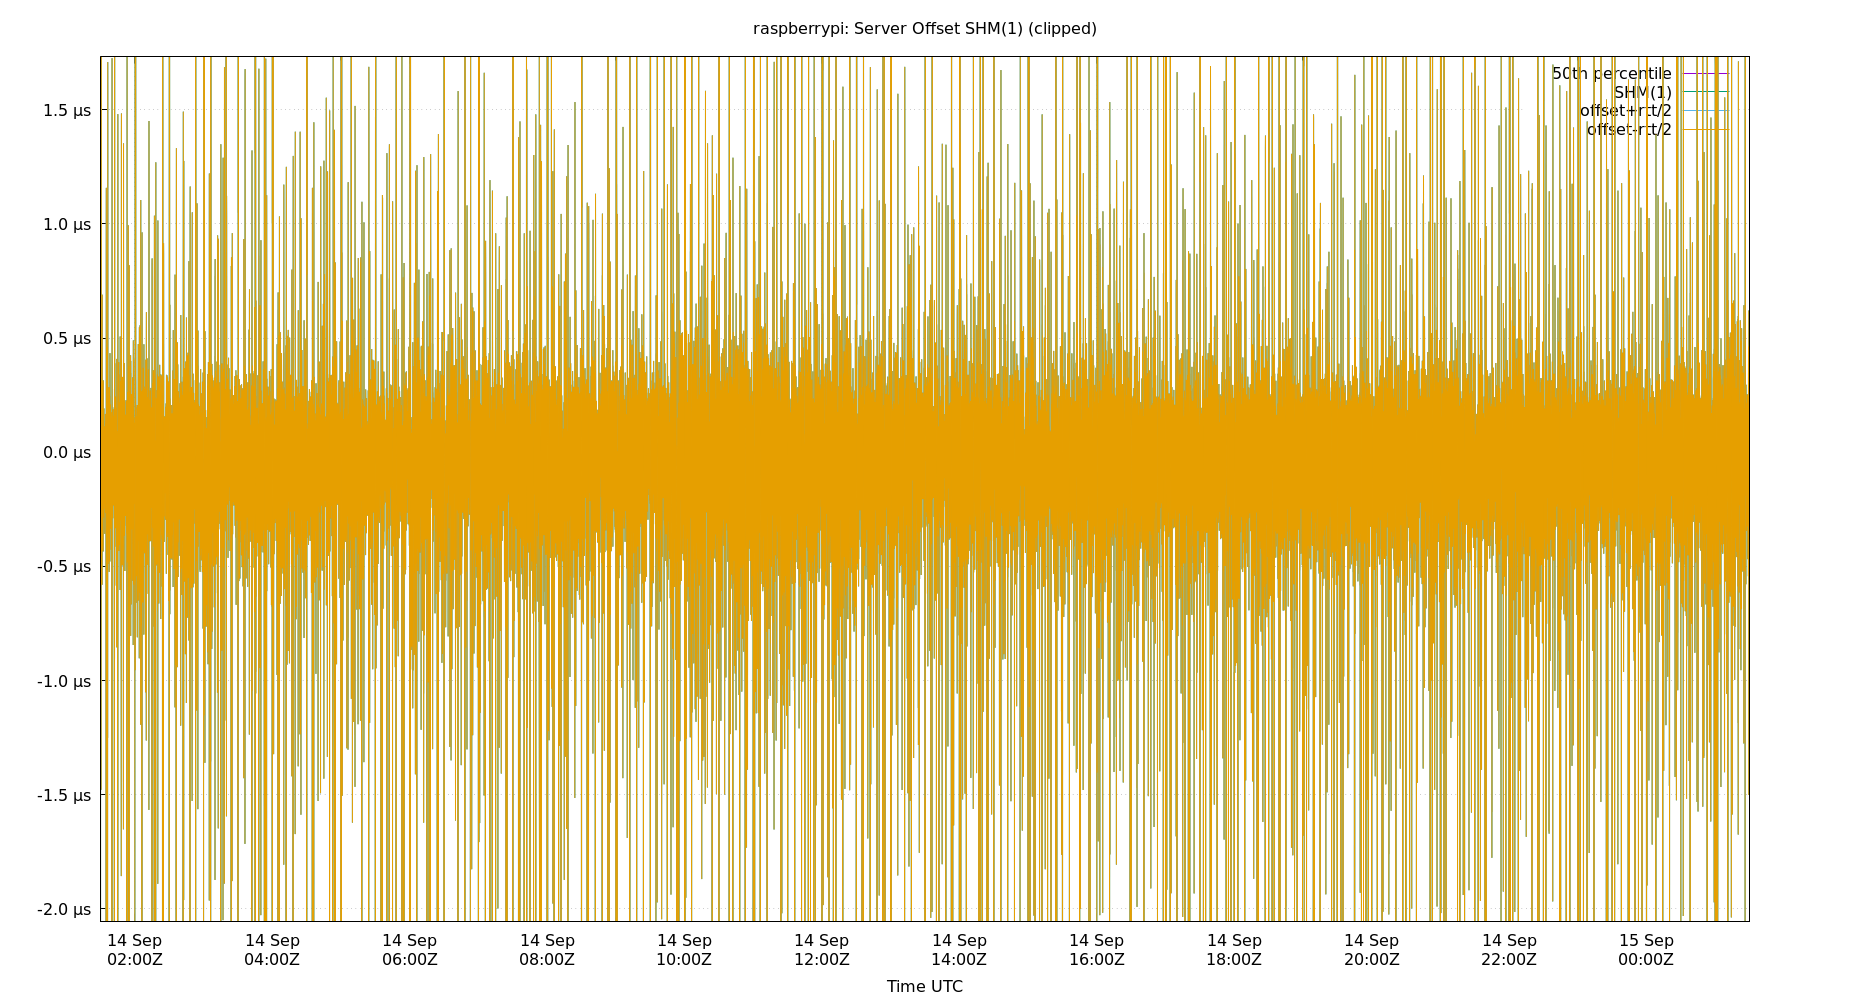 raspberrypi: Server Offset SHM(1) (clipped)
50th percentile
SHM(1)
offset+rtt/2
offset-rtt/2
1.5 µs
1.0 µs
0.5 µs
0.0 µs
-0.5 µs
-1.0 µs
-1.5 µs
-2.0 µs
14 Sep 14 Sep 14 Sep 14 Sep 14 Sep 14 Sep 14 Sep 14 Sep 14 Sep 14 Sep 14 Sep 15 Sep
02:00Z 04:00Z 06:00Z 08:00Z 10:00Z 12:00Z 14:00Z 16:00Z 18:00Z 20:00Z 22:00Z 00:00Z
Time UTC